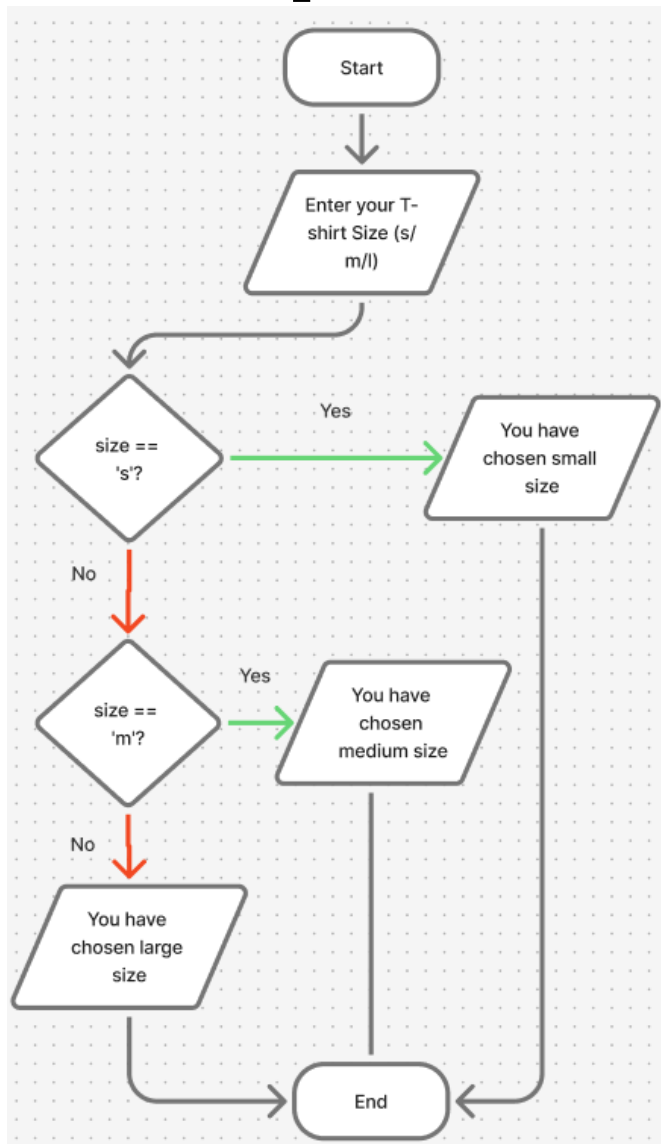 Start
Enter your T-
shirt Size (s/
m/l)
size ==
's'?
Yes
You have
chosen small
size
No
size ==
'm'?
Yes
You have
chosen
medium size
No
You have
chosen large
size
End